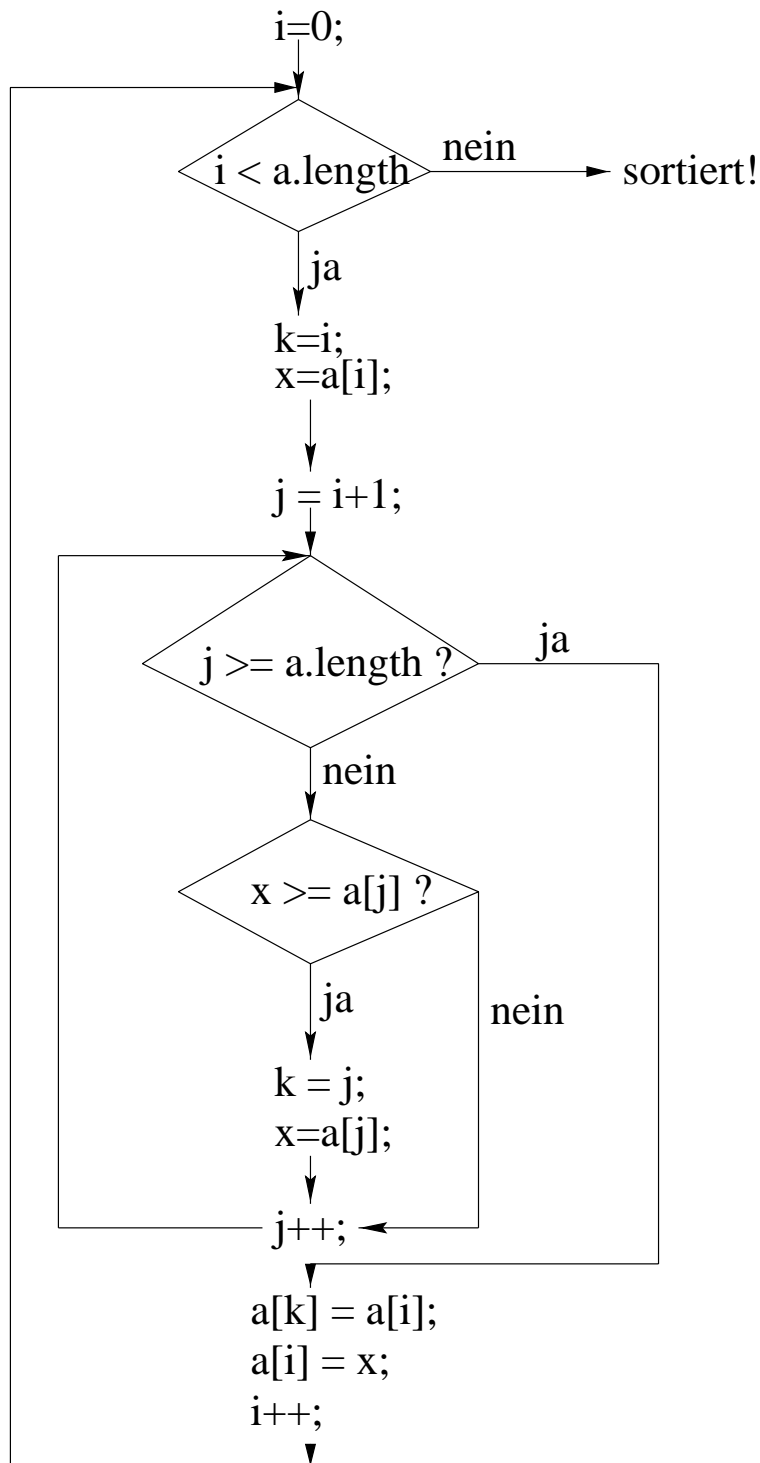 i=0;
i < a.length
nein
sortiert!
ja
k=i;
x=a[i];
j = i+1;
j >= a.length ?
ja
nein
x >= a[j] ?
ja
nein
k = j;
x=a[j];
j++;
a[k] = a[i];
a[i] = x;
i++;